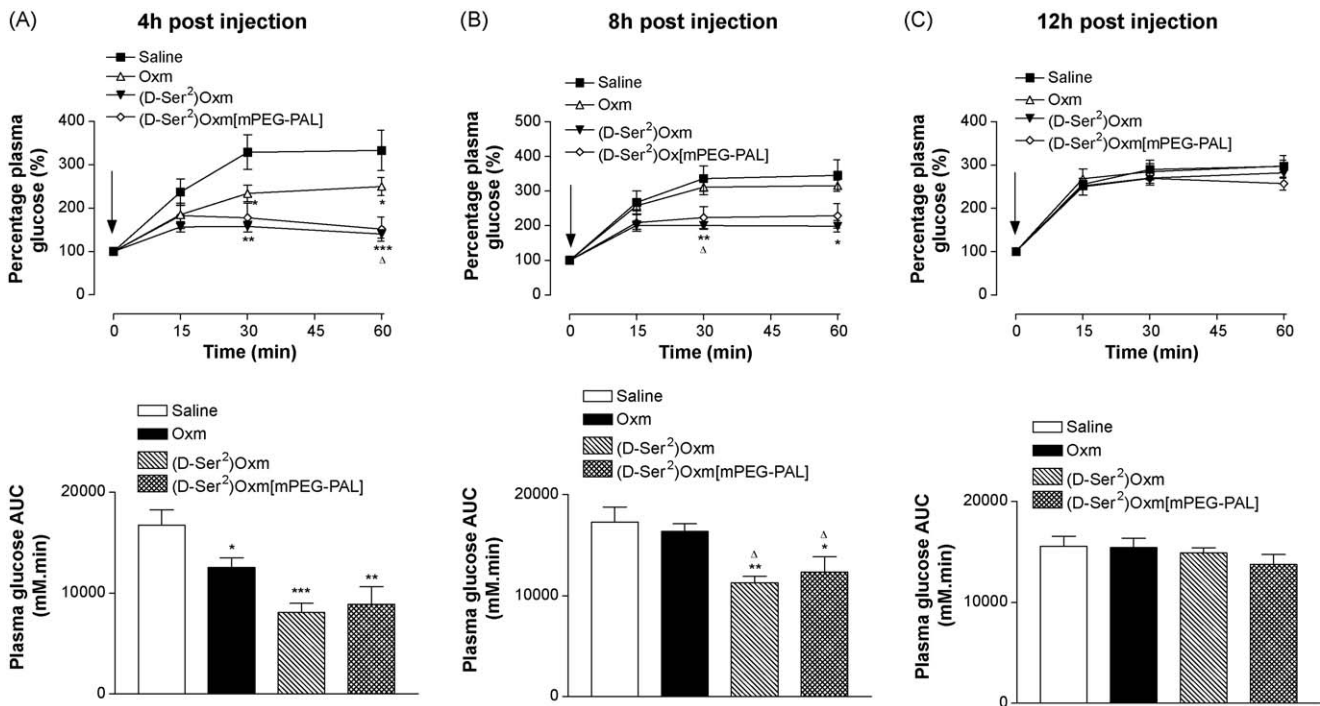 (A) 4h post injection
Saline
Oxm
(D-Ser²)Oxm
(D-Ser²)Oxm[mPEG-PAL]
Percentage plasma
glucose (%)
400
300
200
100
0
*
*
**
***
Δ
0 15 30 45 60
Time (min)
Saline
Oxm
(D-Ser²)Oxm
(D-Ser²)Oxm[mPEG-PAL]
Plasma glucose AUC
(mM.min)
20000
10000
0
*
***
**
(B) 8h post injection
Saline
Oxm
(D-Ser²)Oxm
(D-Ser²)Ox[mPEG-PAL]
Percentage plasma
glucose (%)
500
400
300
200
100
0
**
Δ
*
0 15 30 45 60
Time (min)
Saline
Oxm
(D-Ser²)Oxm
(D-Ser²)Oxm[mPEG-PAL]
Plasma glucose AUC
(mM.min)
20000
10000
0
Δ
**
Δ
*
(C) 12h post injection
Saline
Oxm
(D-Ser²)Oxm
(D-Ser²)Oxm[mPEG-PAL]
Percentage plasma
glucose (%)
400
300
200
100
0
0 15 30 45 60
Time (min)
Saline
Oxm
(D-Ser²)Oxm
(D-Ser²)Oxm[mPEG-PAL]
Plasma glucose AUC
(mM.min)
20000
10000
0